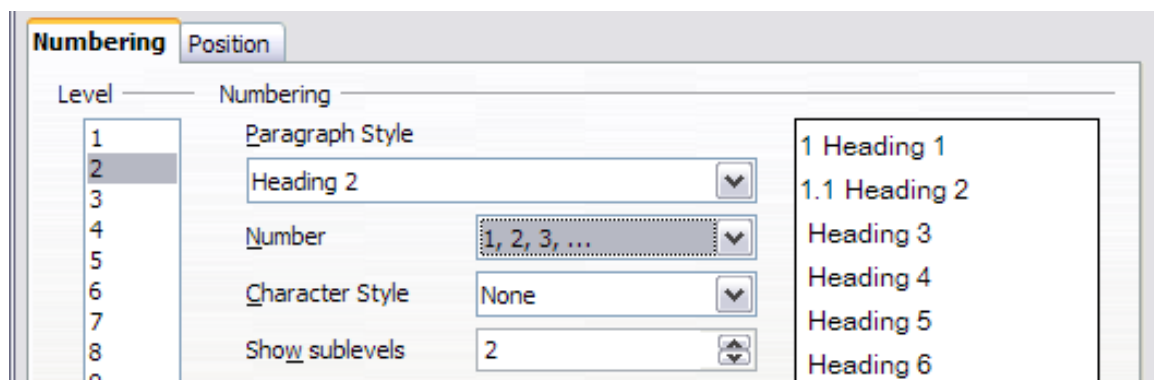 Numbering Position
Level Numbering
1
2
3
4
5
6
7
8
Paragraph Style
Heading 2
Number 1, 2, 3, ...
Character Style None
Show sublevels 2
1 Heading 1
1.1 Heading 2
Heading 3
Heading 4
Heading 5
Heading 6